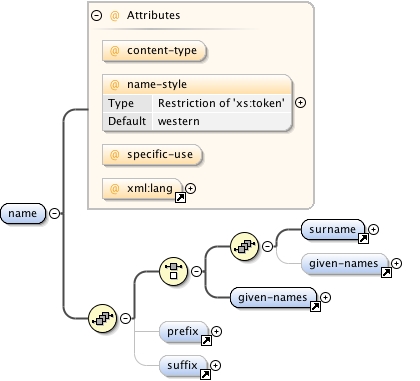 @ Attributes
@ content-type
@ name-style
Type Restriction of 'xs:token'
Default western
@ specific-use
@ xml:lang
name
surname
given-names
given-names
prefix
suffix